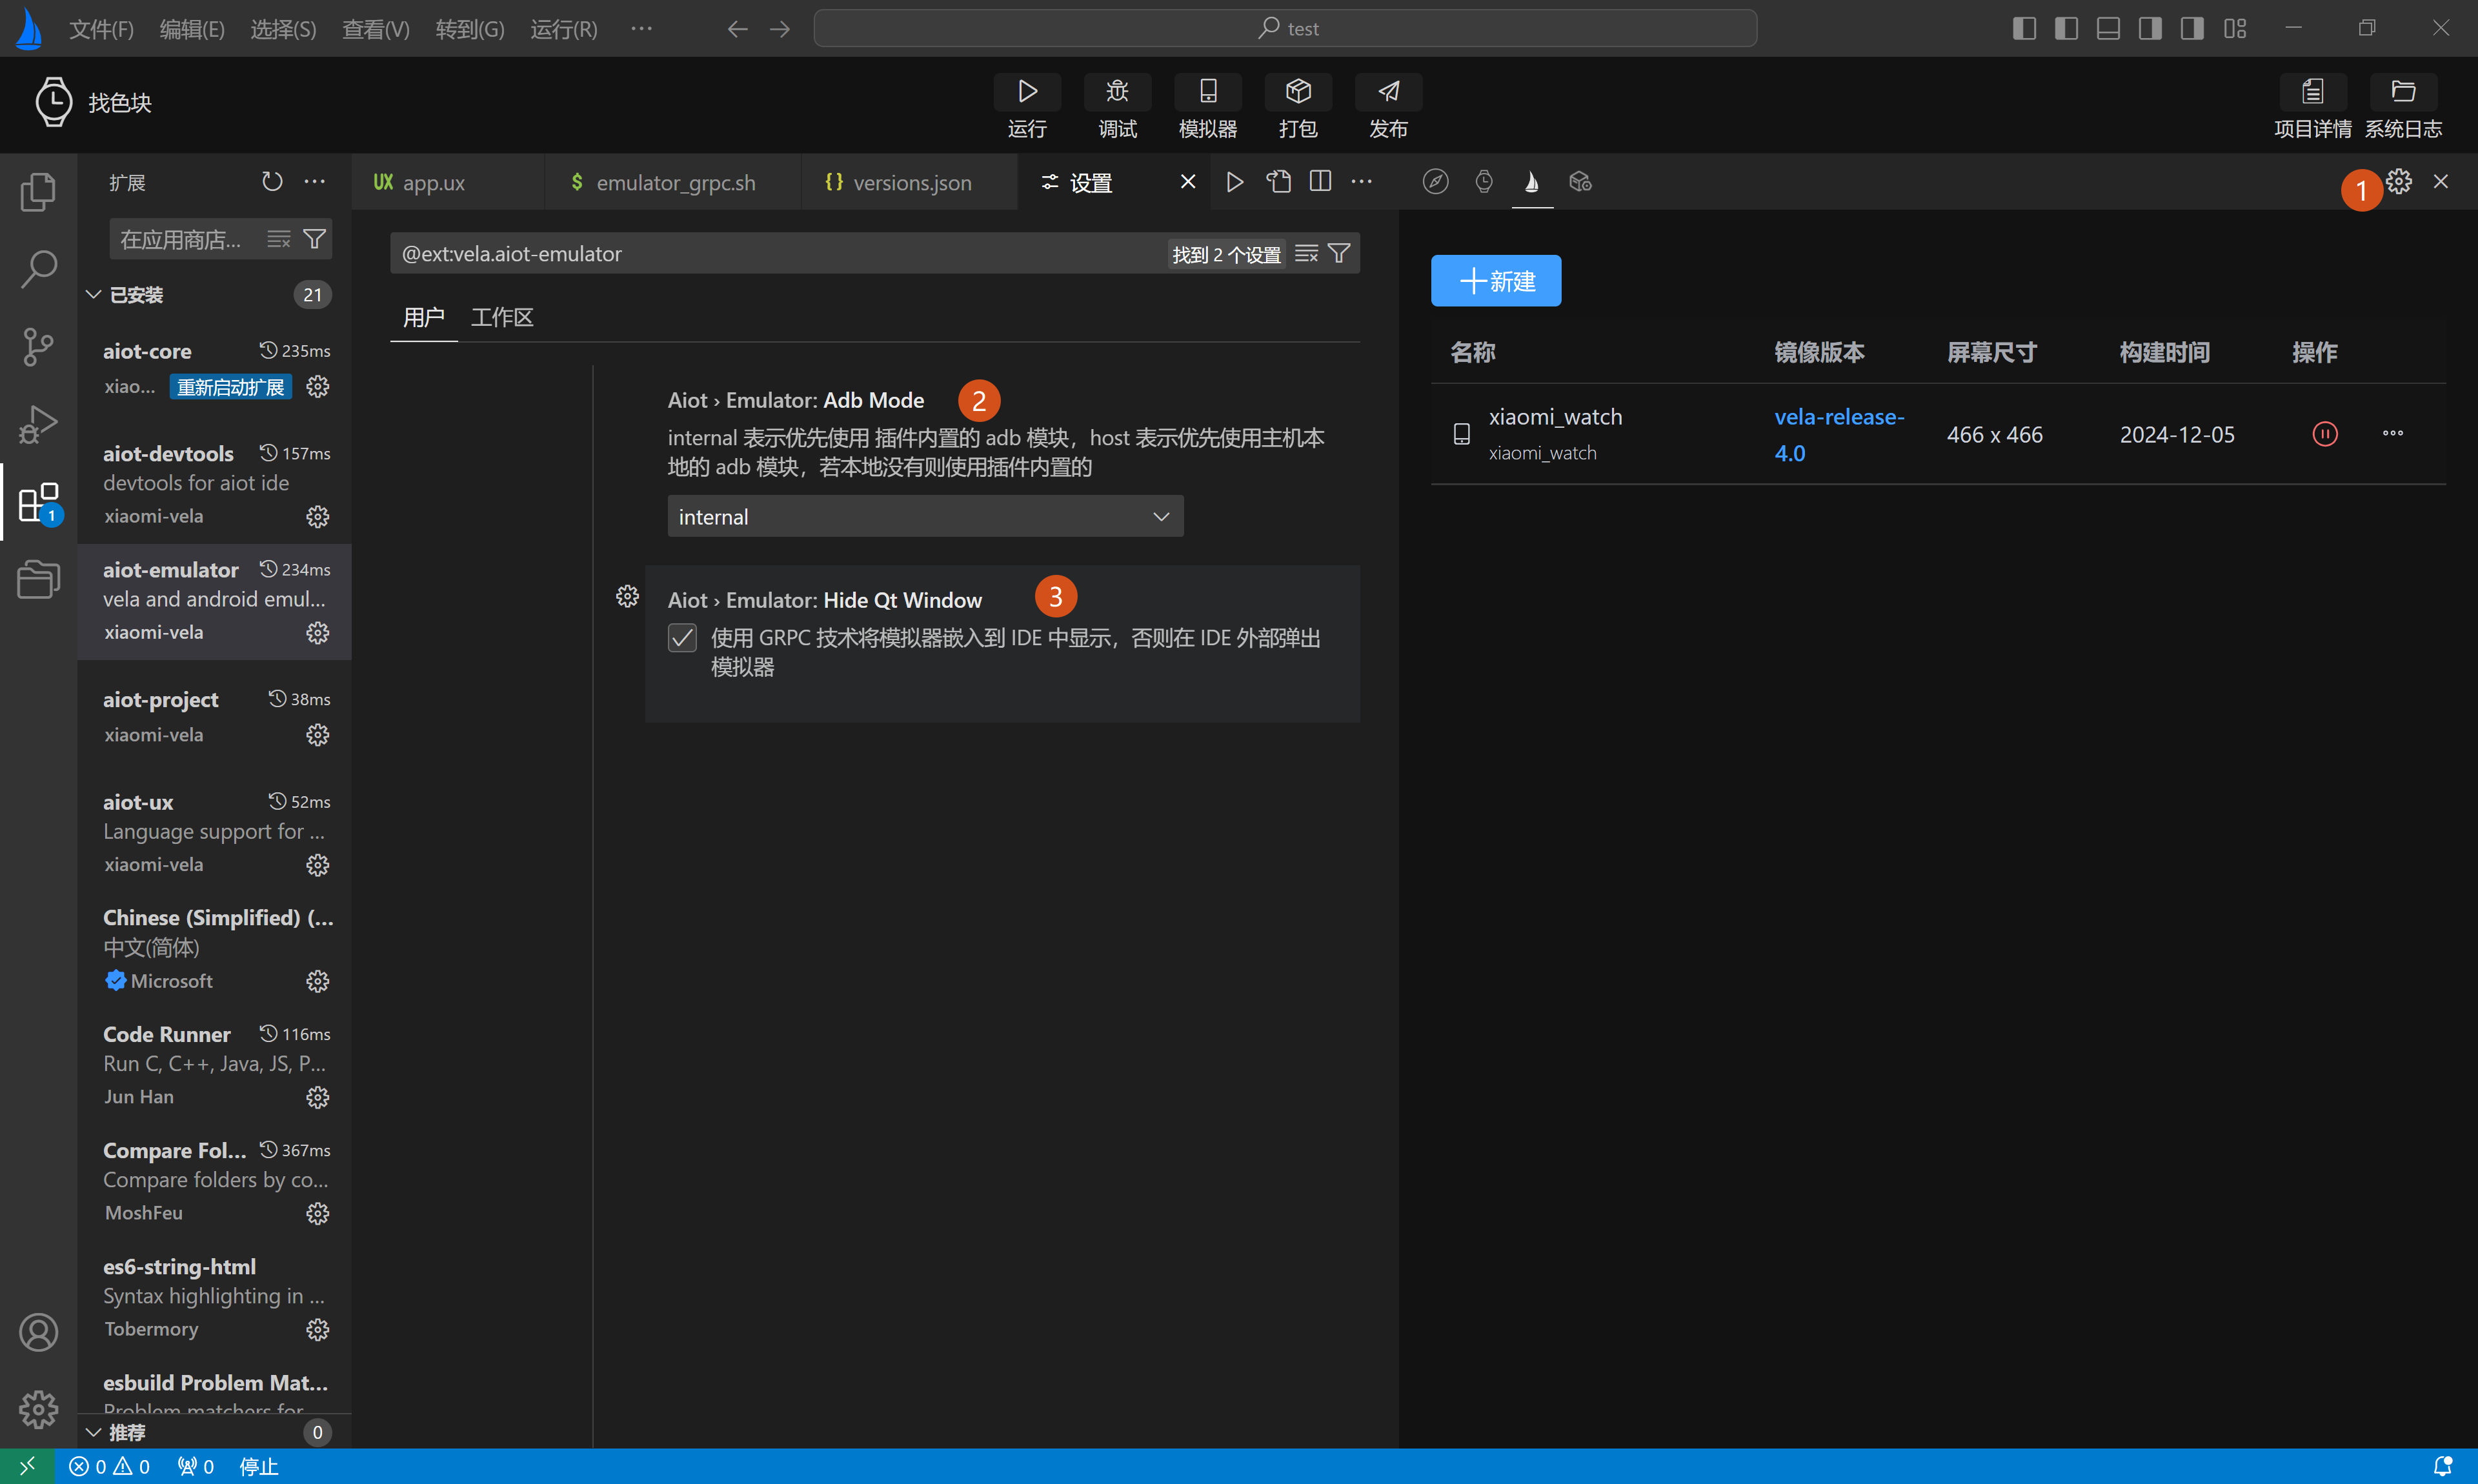 文件(F) 编辑(E) 选择(S) 查看(V) 转到(G) 运行(R) ··· test
找色块
运行 调试 模拟器 打包 发布 项目详情 系统日志
扩展
UX app.ux $ emulator_grpc.sh {} versions.json 设置
1
在应用商店...
已安装 21
aiot-core 235ms
xiao... 重新启动扩展
aiot-devtools 157ms
devtools for aiot ide
xiaomi-vela
1
aiot-emulator 234ms
vela and android emul...
xiaomi-vela
aiot-project 38ms
xiaomi-vela
aiot-ux 52ms
Language support for ...
xiaomi-vela
Chinese (Simplified) (...
中文(简体)
Microsoft
Code Runner 116ms
Run C, C++, Java, JS, P...
Jun Han
Compare Fol... 367ms
Compare folders by co...
MoshFeu
es6-string-html
Syntax highlighting in ...
Tobermory
esbuild Problem Mat...
Problem matchers for
推荐 0
@ext:vela.aiot-emulator 找到 2 个设置
用户 工作区
Aiot › Emulator: Adb Mode 2
internal 表示优先使用 插件内置的 adb 模块，host 表示优先使用主机本
地的 adb 模块，若本地没有则使用插件内置的
internal
Aiot › Emulator: Hide Qt Window 3
使用 GRPC 技术将模拟器嵌入到 IDE 中显示，否则在 IDE 外部弹出
模拟器
新建
名称 镜像版本 屏幕尺寸 构建时间 操作
xiaomi_watch
xiaomi_watch
vela-release-
4.0
466 x 466
2024-12-05
0 0 0 停止